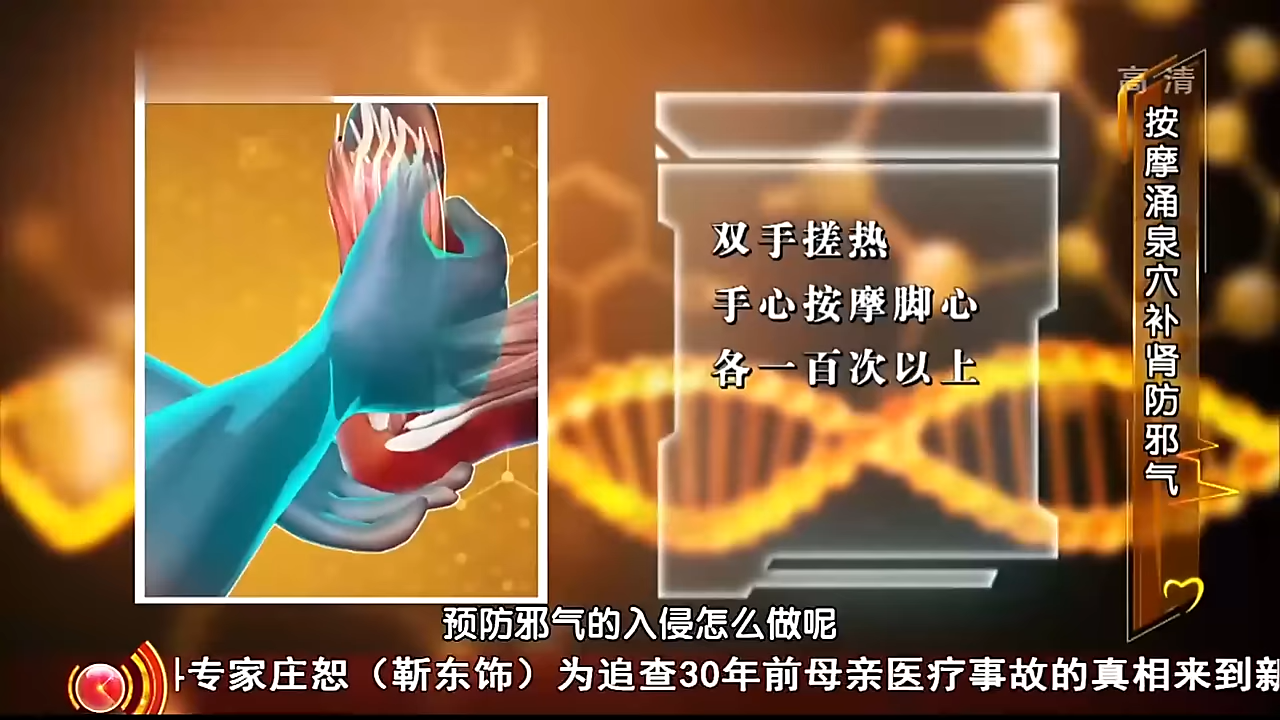 高清
双手搓热
手心按摩脚心
各一百次以上
按摩涌泉穴补肾防邪气
预防邪气的入侵怎么做呢
专家庄恕（靳东饰）为追查30年前母亲医疗事故的真相来到新